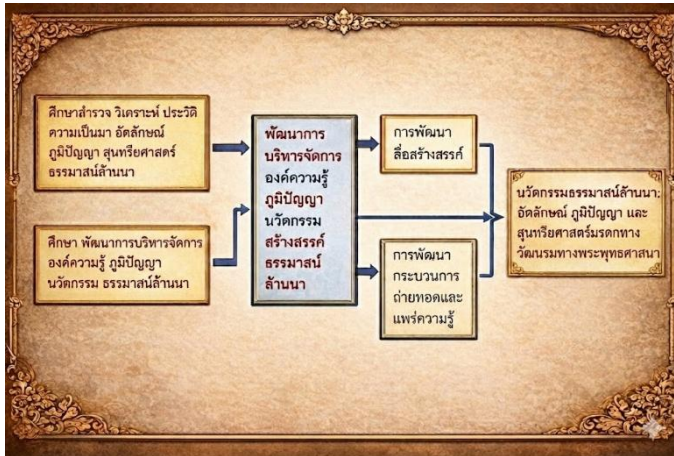 ศึกษาสำรวจ วิเคราะห์ ประวัติ
ความเป็นมา อัตลักษณ์
ภูมิปัญญา สุนทรียศาสตร์
ธรรมาสน์ล้านนา
ศึกษา พัฒนาการบริหารจัดการ
องค์ความรู้ ภูมิปัญญา
นวัตกรรม ธรรมาสน์ล้านนา
พัฒนาการ
บริหารจัดการ
องค์ความรู้
ภูมิปัญญา
นวัตกรรม
สร้างสรรค์
ธรรมาสน์
ล้านนา
การพัฒนา
สื่อสร้างสรรค์
การพัฒนา
กระบวนการ
ถ่ายทอดและ
แพร่ความรู้
นวัตกรรมธรรมาสน์ล้านนา:
อัตลักษณ์ ภูมิปัญญา และ
สุนทรียศาสตร์มรดกทาง
วัฒนรมทางพระพุทธศาสนา